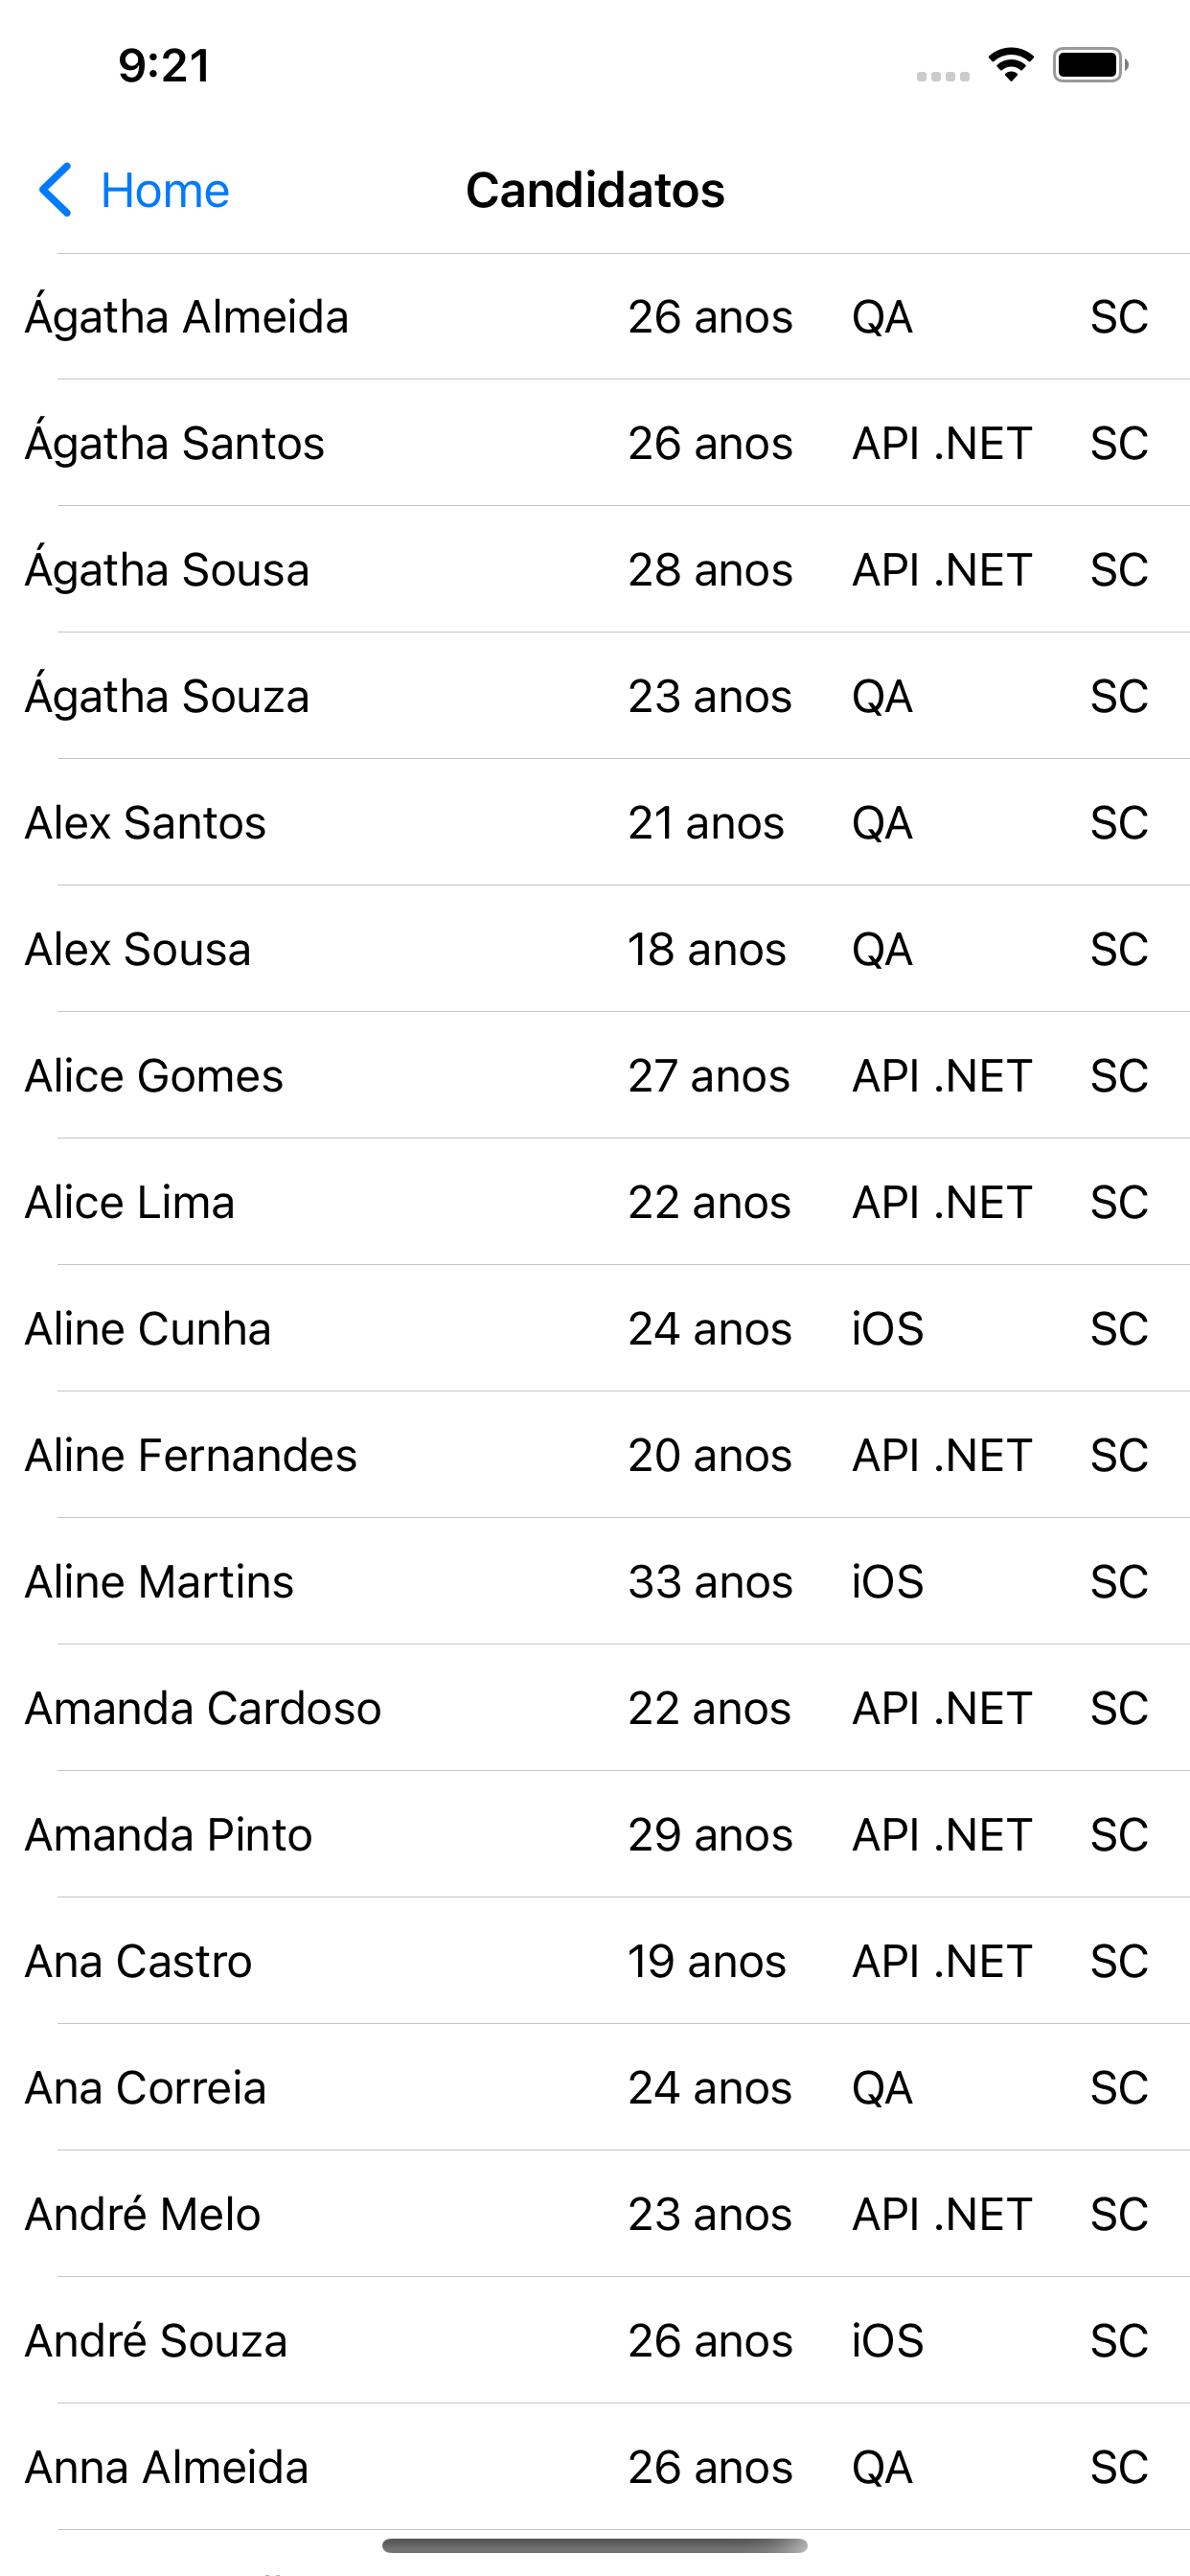 9:21
Home Candidatos
Ágatha Almeida 26 anos QA SC
Ágatha Santos 26 anos API .NET SC
Ágatha Sousa 28 anos API .NET SC
Ágatha Souza 23 anos QA SC
Alex Santos 21 anos QA SC
Alex Sousa 18 anos QA SC
Alice Gomes 27 anos API .NET SC
Alice Lima 22 anos API .NET SC
Aline Cunha 24 anos iOS SC
Aline Fernandes 20 anos API .NET SC
Aline Martins 33 anos iOS SC
Amanda Cardoso 22 anos API .NET SC
Amanda Pinto 29 anos API .NET SC
Ana Castro 19 anos API .NET SC
Ana Correia 24 anos QA SC
André Melo 23 anos API .NET SC
André Souza 26 anos iOS SC
Anna Almeida 26 anos QA SC